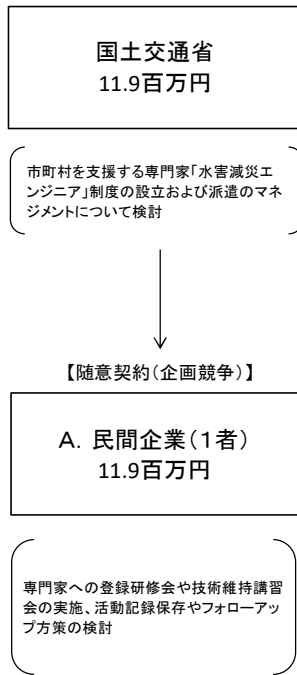 国土交通省
11.9百万円
市町村を支援する専門家「水害減災エ
ンジニア」制度の設立および派遣のマネ
ジメントについて検討
【随意契約(企画競争)】
A. 民間企業(1者)
11.9百万円
専門家への登録研修会や技術維持講習
会の実施、活動記録保存やフォローアッ
プ方策の検討